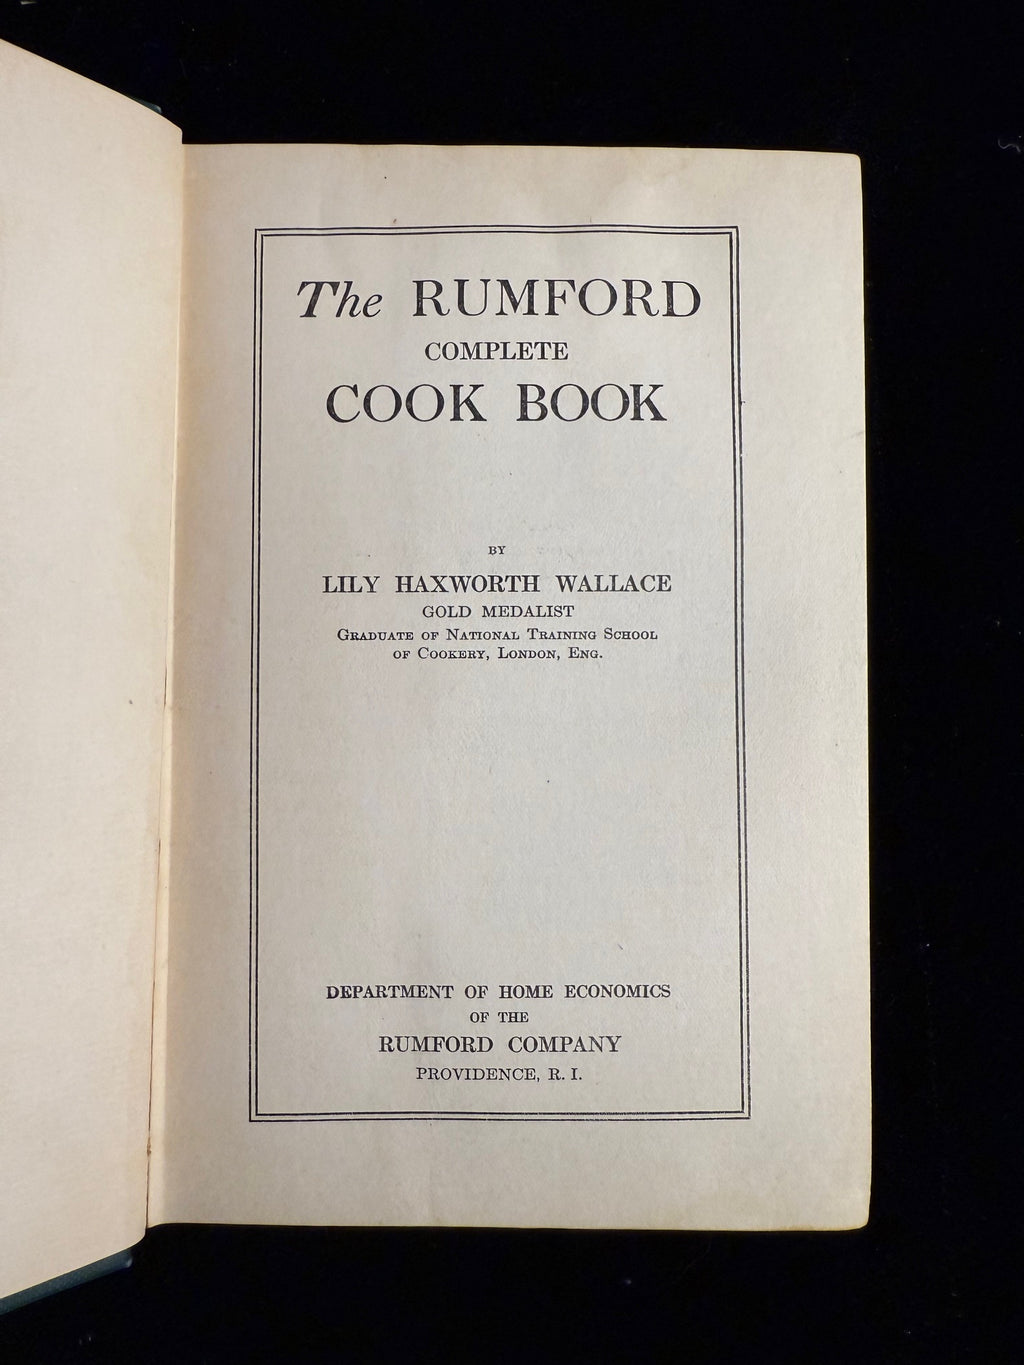 The RUMFORD
COMPLETE
COOK BOOK
BY
LILY HAXWORTH WALLACE
GOLD MEDALIST
GRADUATE OF NATIONAL TRAINING SCHOOL
OF COOKERY, LONDON, ENG.
DEPARTMENT OF HOME ECONOMICS
OF THE
RUMFORD COMPANY
PROVIDENCE, R. I.